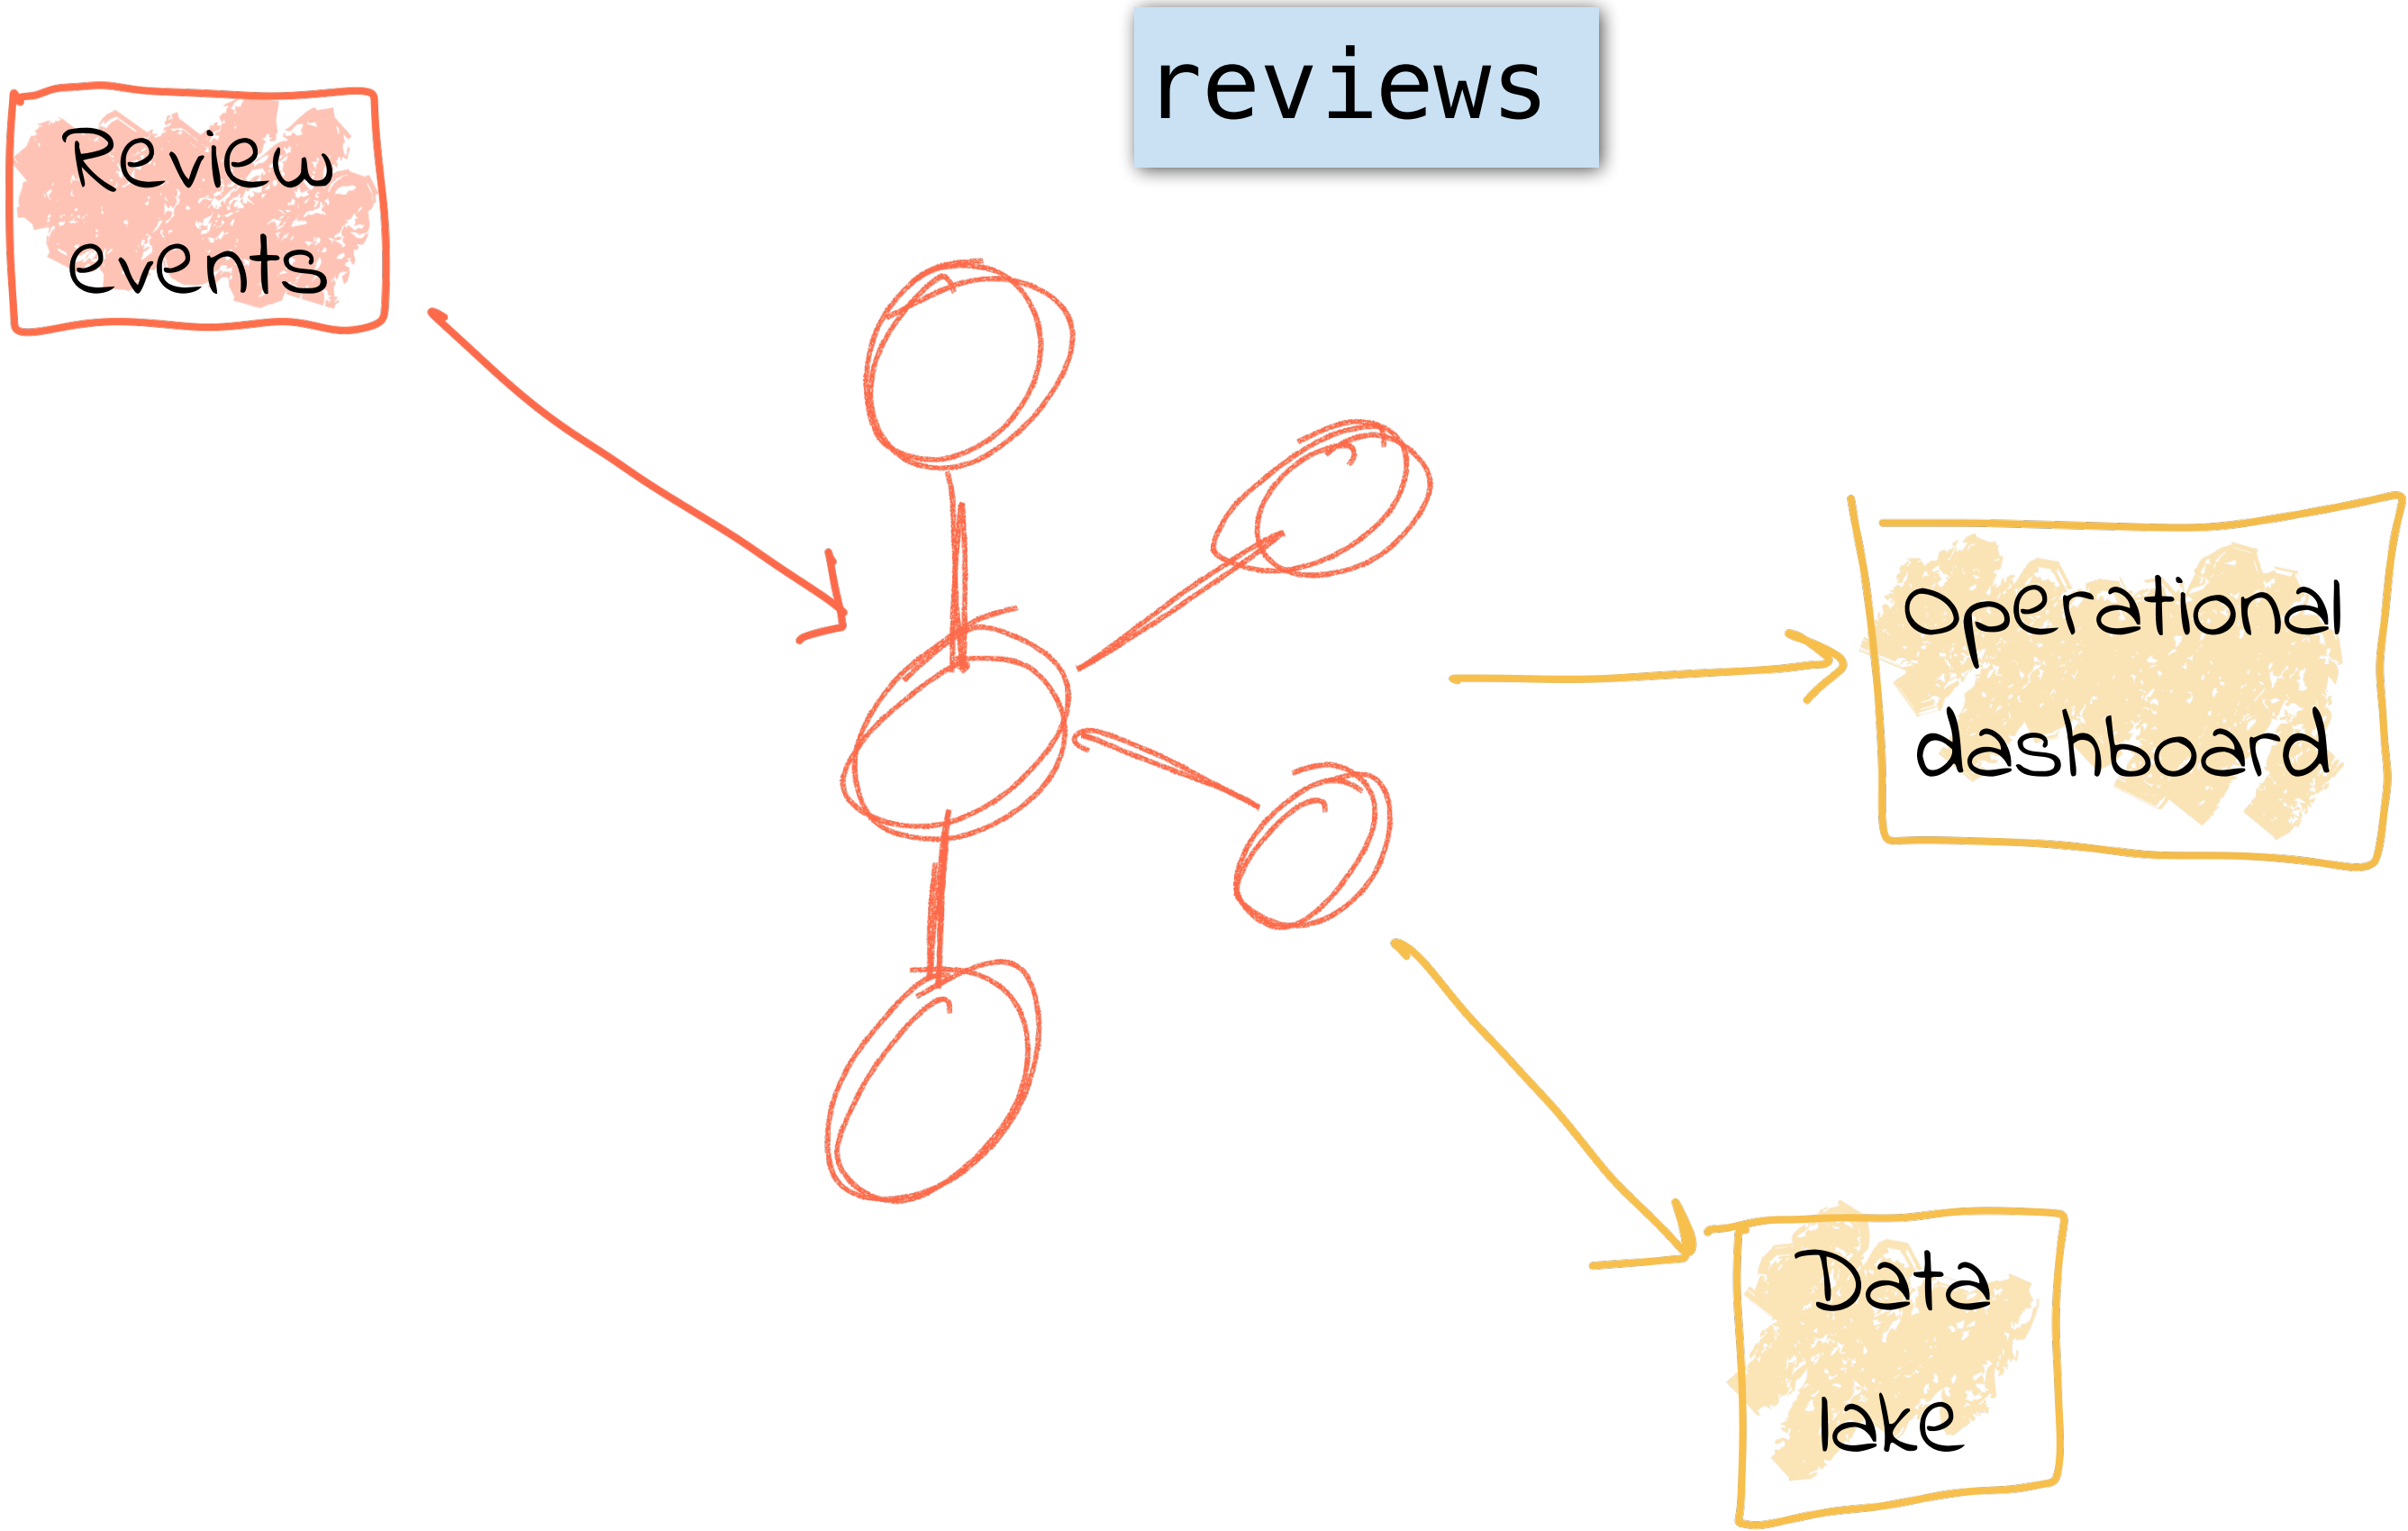 reviews
Review
events
Operational
dashboard
Data
lake